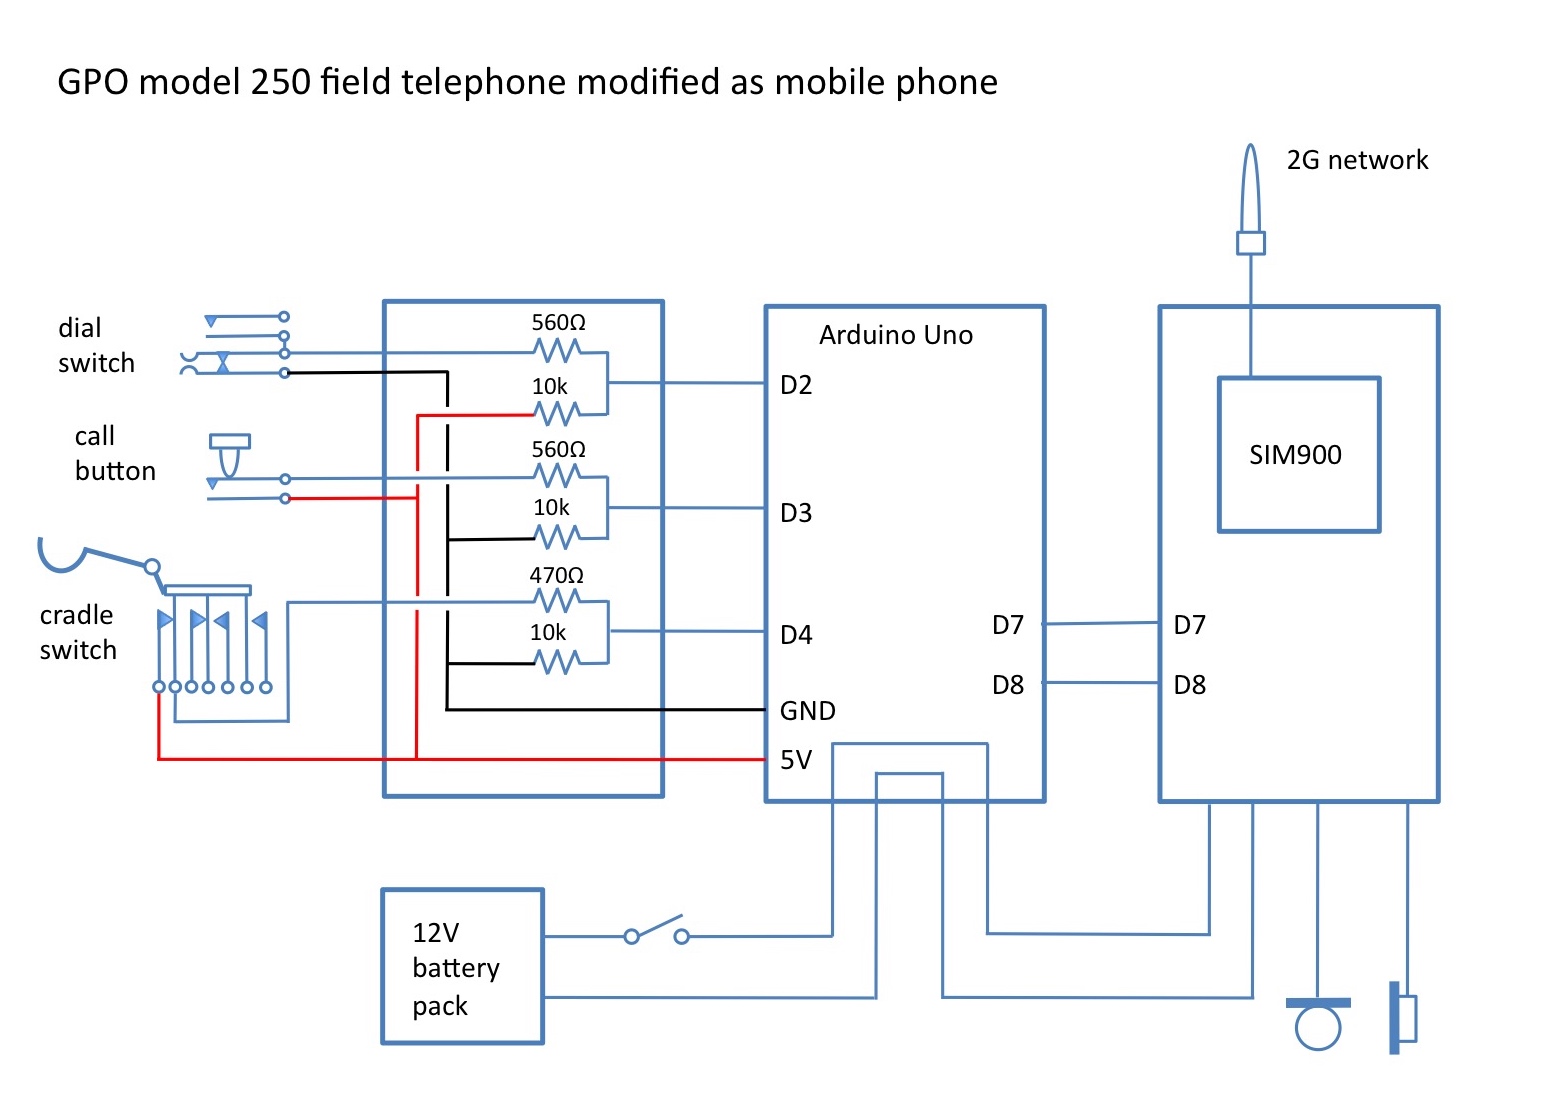 GPO model 250 field telephone modified as mobile phone
2G network
dial
switch
560Ω
10k
Arduino Uno
D2
call
button
560Ω
10k
D3
SIM900
cradle
switch
470Ω
10k
D4
D7
D7
D8
D8
GND
5V
12V
battery
pack